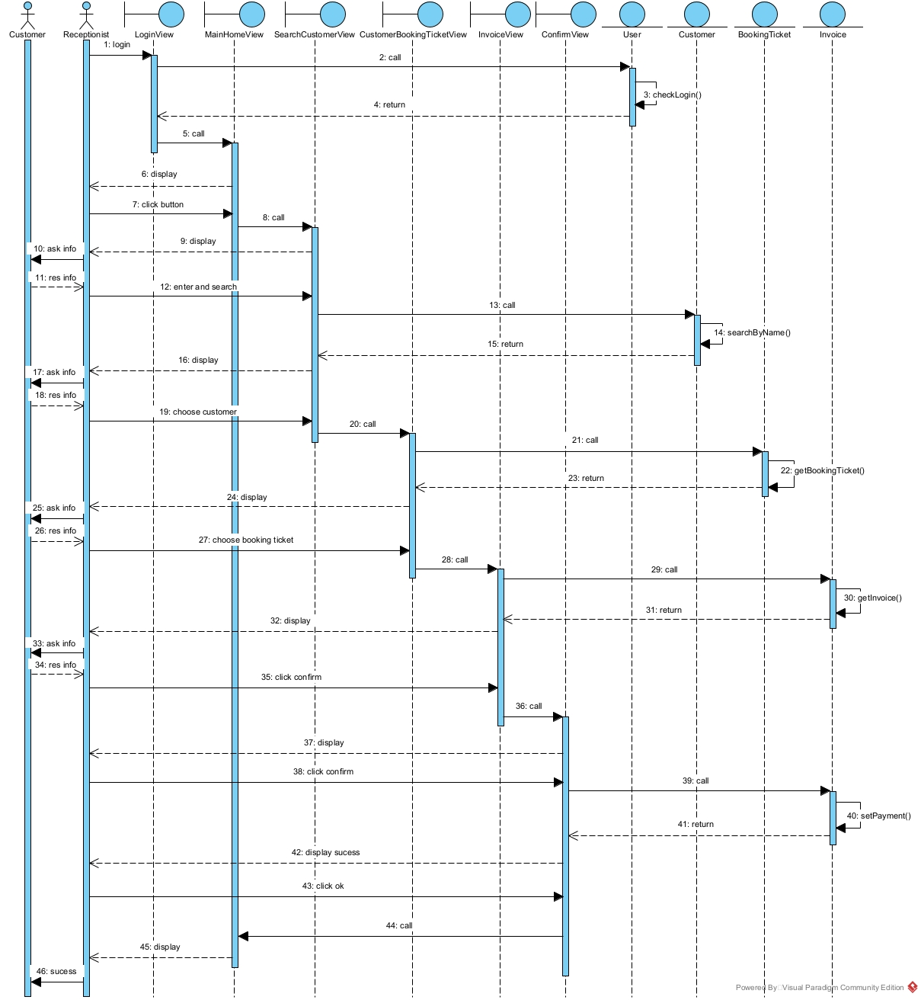 Customer
Receptionist
LoginView
MainHomeView
SearchCustomerView
CustomerBookingTicketView
InvoiceView
ConfirmView
User
Customer
BookingTicket
Invoice
1: login
2: call
3: checkLogin()
4: return
5: call
6: display
7: click button
8: call
9: display
10: ask info
11: res info
12: enter and search
13: call
14: searchByName()
15: return
16: display
17: ask info
18: res info
19: choose customer
20: call
21: call
22: getBookingTicket()
23: return
24: display
25: ask info
26: res info
27: choose booking ticket
28: call
29: call
30: getInvoice()
31: return
32: display
33: ask info
34: res info
35: click confirm
36: call
37: display
38: click confirm
39: call
40: setPayment()
41: return
42: display sucess
43: click ok
44: call
45: display
46: sucess
Powered By Visual Paradigm Community Edition